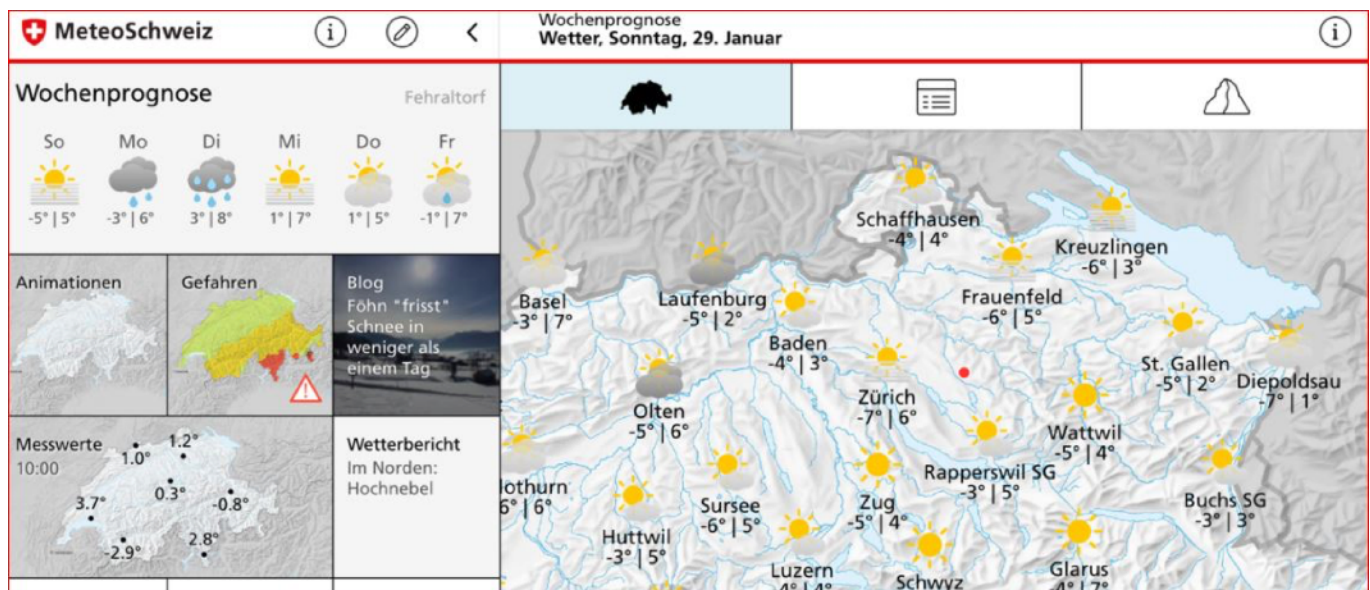 MeteoSchweiz
Wochenprognose
Wetter, Sonntag, 29. Januar
Wochenprognose
Fehraltorf
So Mo Di Mi Do Fr
-5° | 5° -3° | 6° 3° | 8° 1° | 7° 1° | 5° -1° | 7°
Animationen
Gefahren
Blog
Föhn "frisst"
Schnee in
weniger als
einem Tag
Messwerte
10:00
1.2°
1.0°
0.3°
3.7°
-0.8°
-2.9°
2.8°
Wetterbericht
Im Norden:
Hochnebel
Schaffhausen
-4° | 4°
Kreuzlingen
-6° | 3°
Basel
-3° | 7°
Laufenburg
-5° | 2°
Frauenfeld
-6° | 5°
Baden
-4° | 3°
St. Gallen
-5° | 2°
Diepoldsau
-7° | 1°
Zürich
-7° | 6°
Olten
-5° | 6°
Wattwil
-5° | 4°
Rapperswil SG
-3° | 5°
lothurn
6° | 6°
Sursee
-6° | 5°
Zug
-5° | 4°
Buchs SG
-3° | 3°
Huttwil
-3° | 5°
Luzern
Schwyz
Glarus